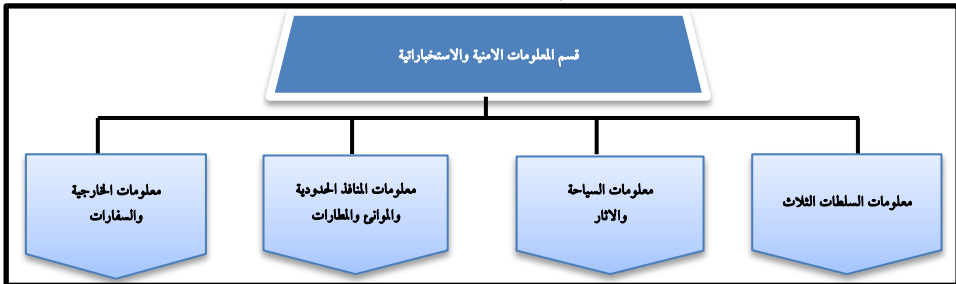 قسم المعلومات الامنية والاستخباراتية
معلومات السلطات الثلاث
معلومات السياحة
والاثار
معلومات المنافذ الحدودية
والموانئ والمطارات
معلومات الخارجية
والسفارات